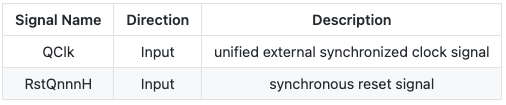 Signal Name Direction Description
QClk Input unified external synchronized clock signal
RstQnnnH Input synchronous reset signal